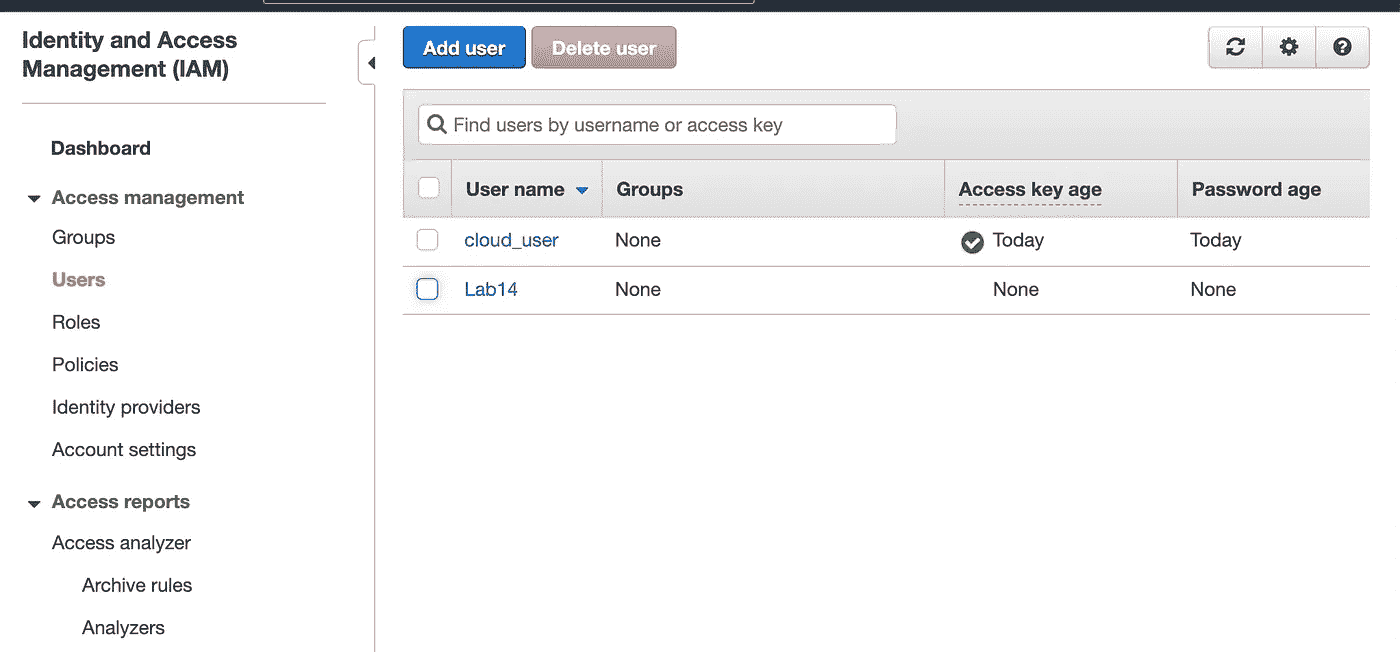 Identity and Access
Management (IAM)
Dashboard
Access management
Groups
Users
Roles
Policies
Identity providers
Account settings
Access reports
Access analyzer
Archive rules
Analyzers
Add user
Delete user
Find users by username or access key
User name Groups Access key age Password age
cloud_user None Today Today
Lab14 None None None